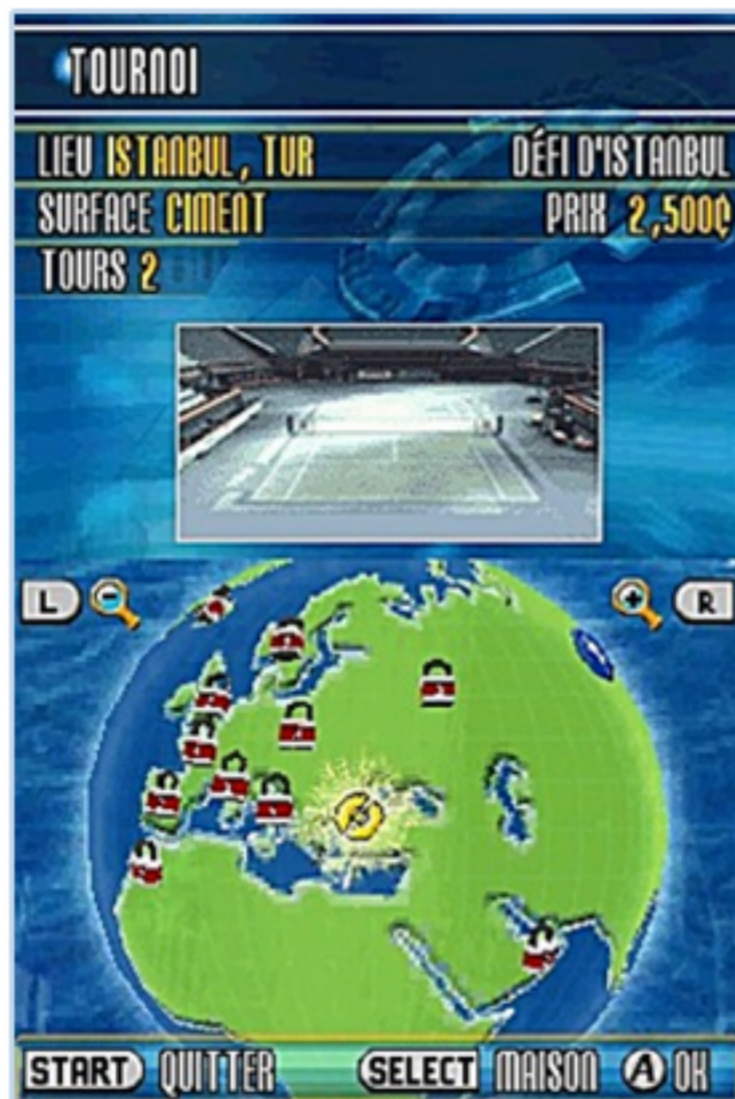 TOURNOI
LIEU ISTANBUL, TUR DÉFI D'ISTANBUL
SURFACE CIMENT PRIX 2,500¢
TOURS 2
L R
START QUITTER SELECT MAISON A OK